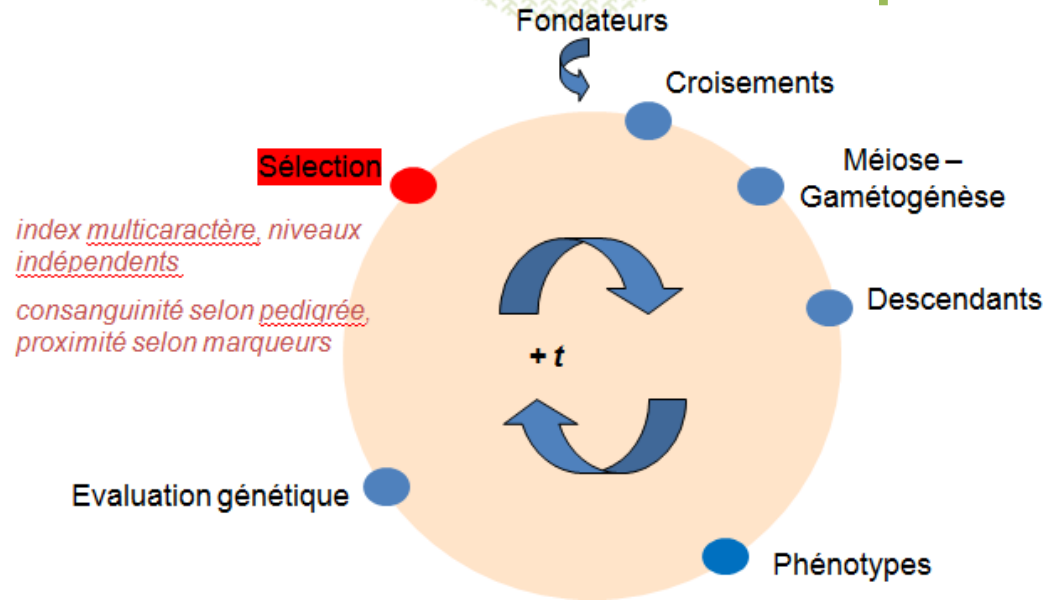 Fondateurs
Croisements
Méiose –
Gamétogénèse
Sélection
index multicaractère, niveaux
indépendents
consanguinité selon pedigrée,
proximité selon marqueurs
Descendants
+ t
Evaluation génétique
Phénotypes